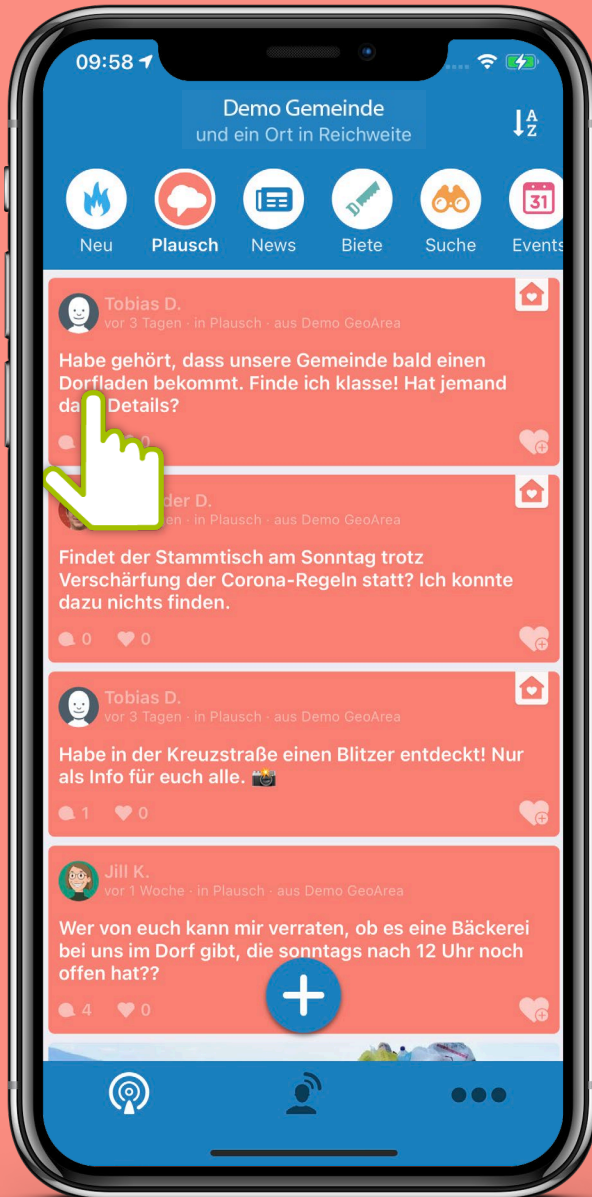 09:58
Demo Gemeinde
und ein Ort in Reichweite
A
Z
31
Neu
Plausch
News
Biete
Suche
Events
Tobias D.
vor 3 Tagen · in Plausch · aus Demo GeoArea
Habe gehört, dass unsere Gemeinde bald einen
Dorfladen bekommt. Finde ich klasse! Hat jemand
Details?
0
der D.
in Plausch · aus Demo GeoArea
Findet der Stammtisch am Sonntag trotz
Verschärfung der Corona-Regeln statt? Ich konnte
dazu nichts finden.
0 0
Tobias D.
vor 3 Tagen · in Plausch · aus Demo GeoArea
Habe in der Kreuzstraße einen Blitzer entdeckt! Nur
als Info für euch alle. 📸
1 0
Jill K.
vor 1 Woche · in Plausch · aus Demo GeoArea
Wer von euch kann mir verraten, ob es eine Bäckerei
bei uns im Dorf gibt, die sonntags nach 12 Uhr noch
offen hat??
4 0